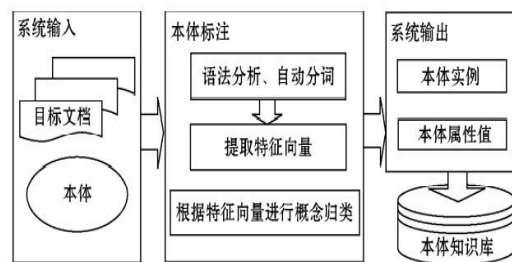 系统输入
目标文档
本体
本体标注
语法分析、自动分词
提取特征向量
根据特征向量进行概念归类
系统输出
本体实例
本体属性值
本体知识库